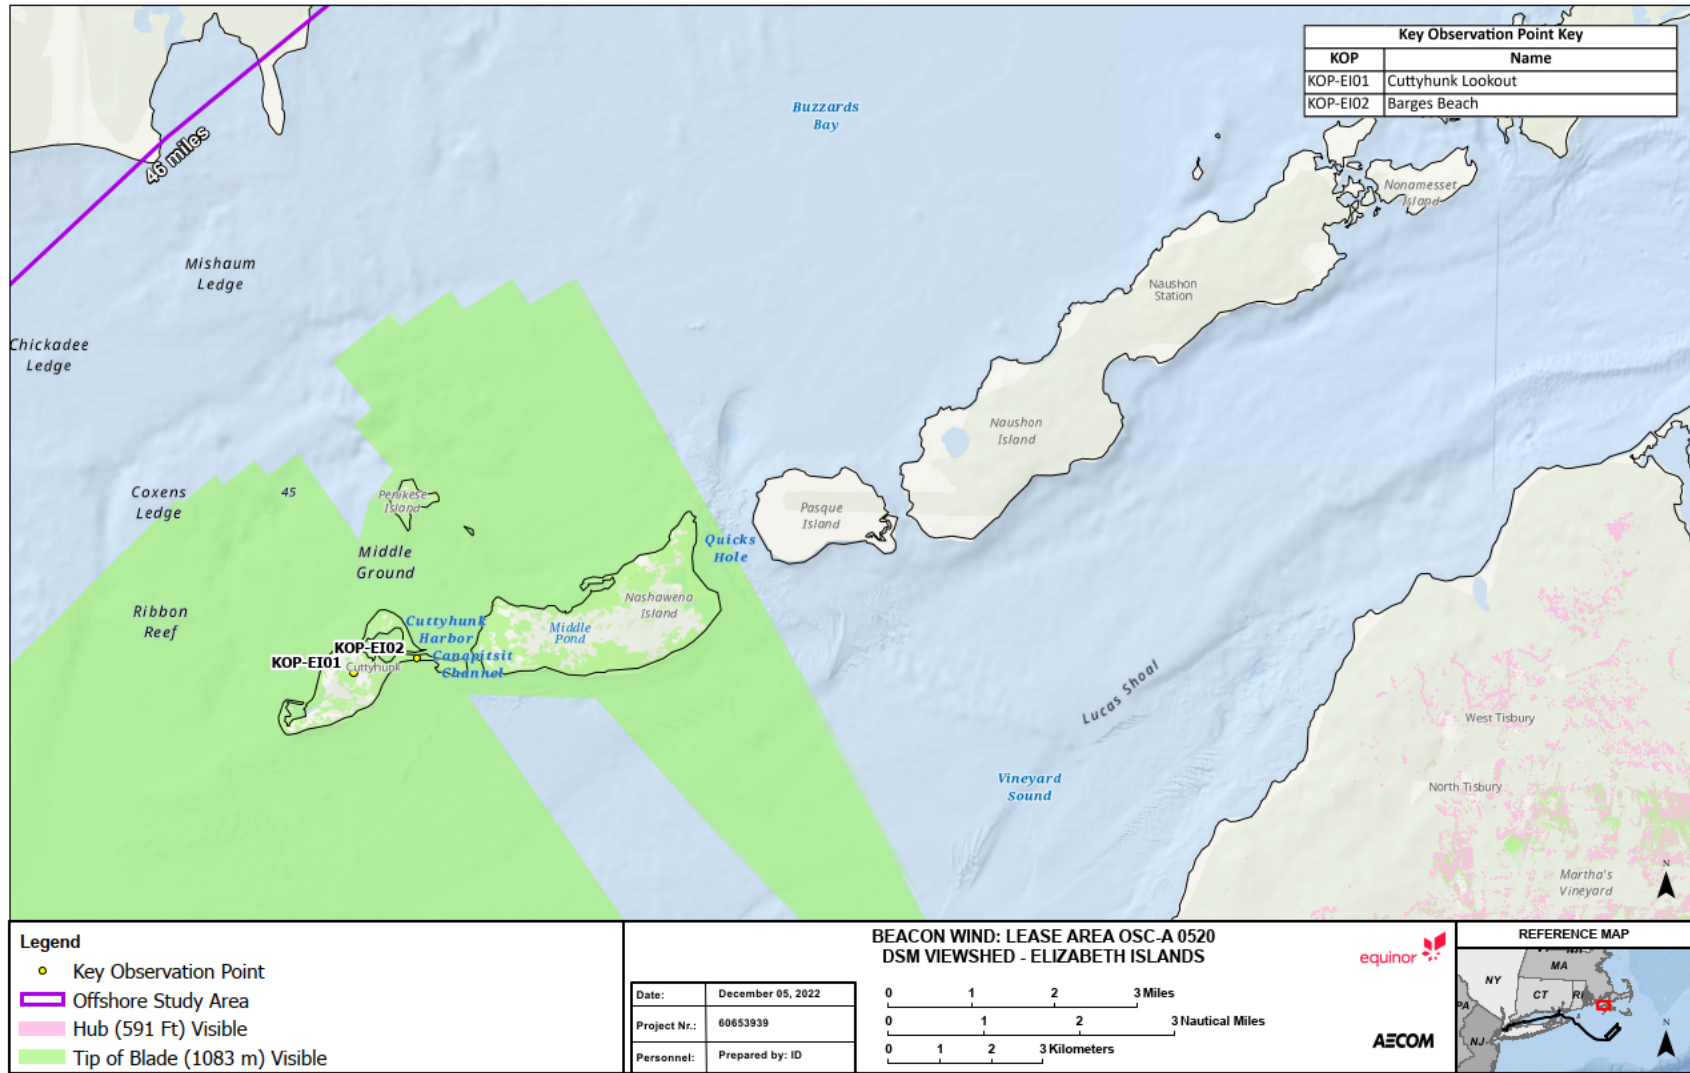 Key Observation Point Key
KOP Name
KOP-EI01 Cuttyhunk Lookout
KOP-EI02 Barges Beach
46 miles
Buzzards
Bay
Mishaum
Ledge
Chickadee
Ledge
Nonamesset
Island
Naushon
Station
Naushon
Island
Coxens
Ledge
45
Penikese
Island
Pasque
Island
Middle
Ground
Quicks
Hole
Ribbon
Reef
Nashawena
Island
Middle
Pond
Cuttyhunk
Harbor
Canapitsit
Channel
KOP-EI02
KOP-EI01
Cuttyhunk
Lucas Shoal
Vineyard
Sound
West Tisbury
North Tisbury
Martha's
Vineyard
N
Legend
Key Observation Point
Offshore Study Area
Hub (591 Ft) Visible
Tip of Blade (1083 m) Visible
BEACON WIND: LEASE AREA OSC-A 0520
DSM VIEWSHED - ELIZABETH ISLANDS
equinor
Date: December 05, 2022
Project Nr.: 60653939
Personnel: Prepared by: ID
0 1 2 3 Miles
0 1 2 3 Nautical Miles
0 1 2 3 Kilometers
AECOM
REFERENCE MAP
MA
NY
CT RI
PA
NJ
N